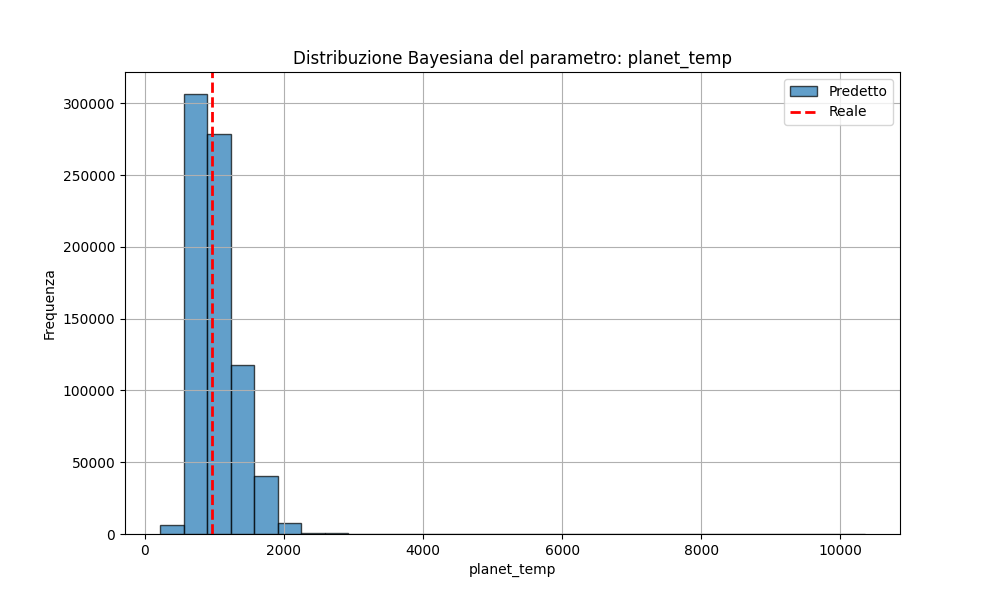 Distribuzione Bayesiana del parametro: planet_temp
Predetto
Reale
300000
250000
200000
150000
100000
50000
0
Frequenza
0
2000
4000
6000
8000
10000
planet_temp